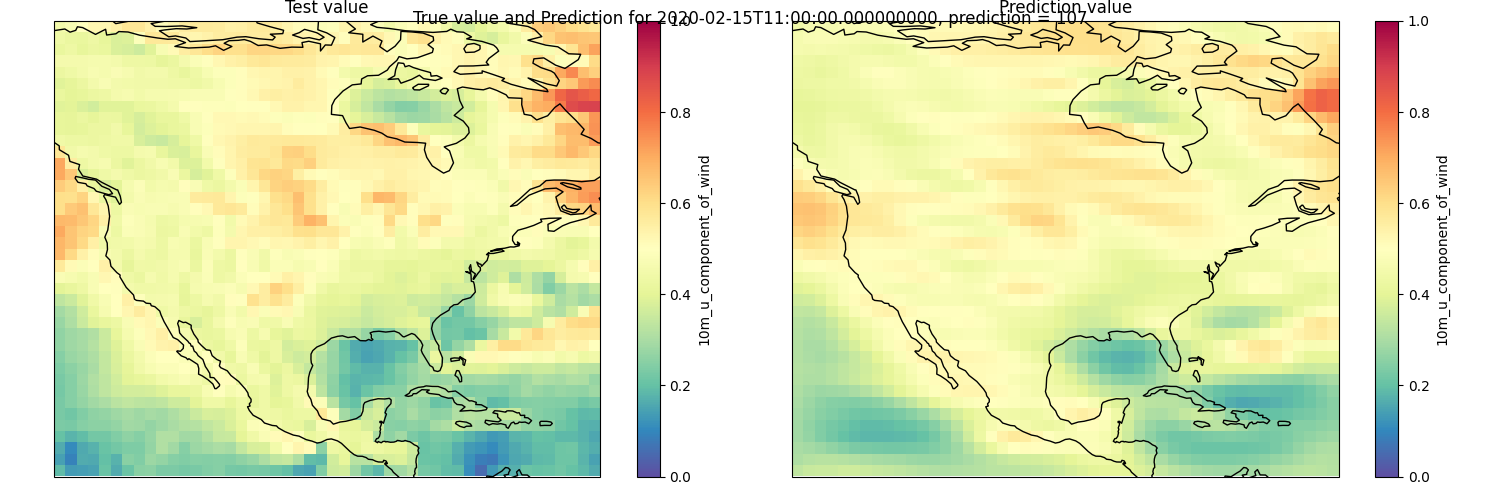 Test value
True value and Prediction for 2020-02-15T11:00:00.000000000, prediction = 107
Prediction value
1.0
0.8
0.6
0.4
0.2
0.0
10m_u_component_of_wind
1.0
0.8
0.6
0.4
0.2
0.0
10m_u_component_of_wind